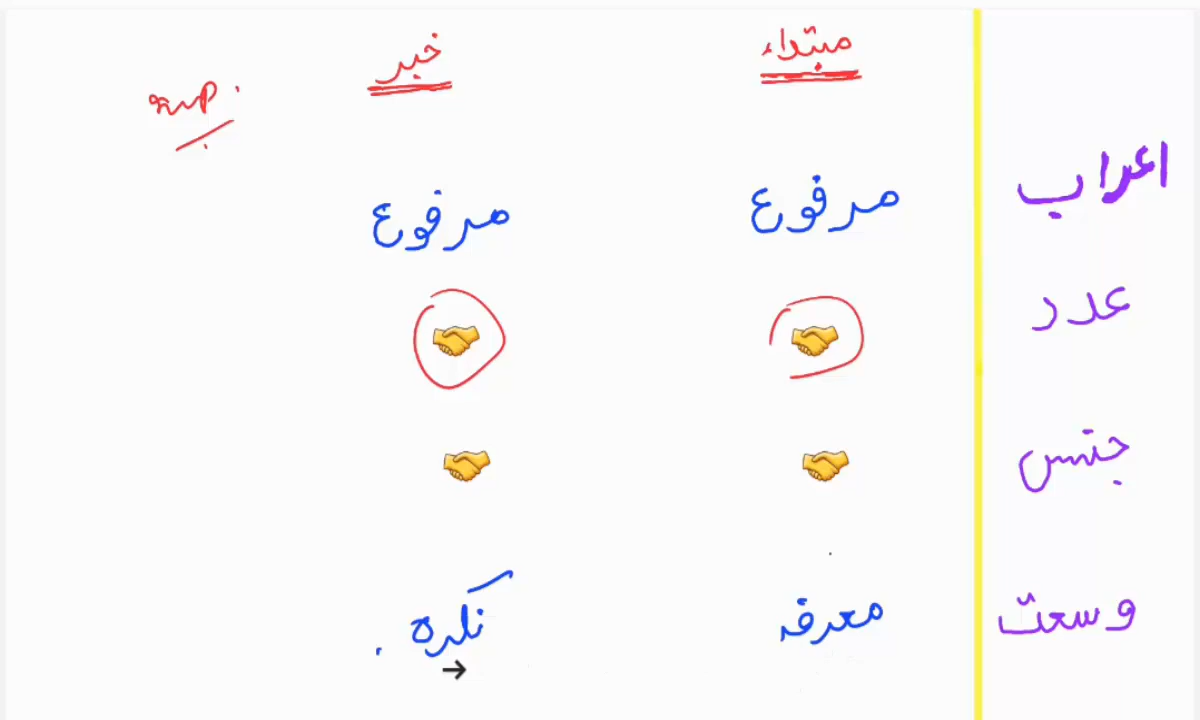 مبتداء خبر
اعراب مرفوع مرفوع
عدد 🤝 🤝
جنس 🤝 🤝
وسعت معرفہ نکرہ